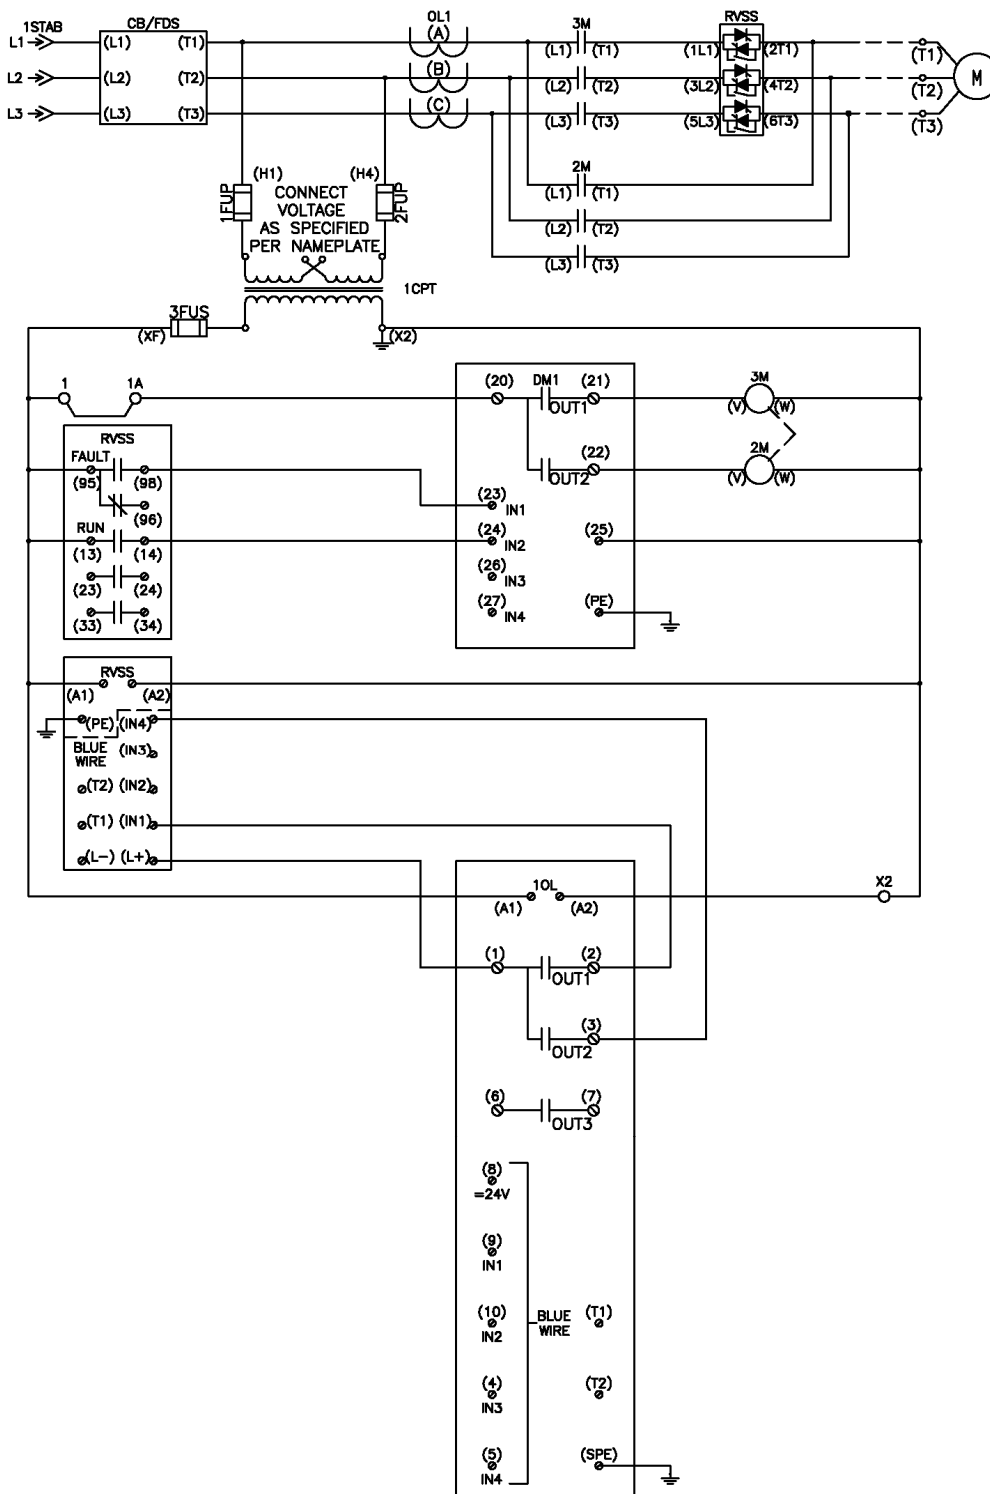 1STAB CB/FDS OL1 3M RVSS
L1 (L1) (T1) (A) (L1) (T1) (1L1) (2T1) (T1)
L2 (L2) (T2) (B) (L2) (T2) (3L2) (4T2) (T2) M
L3 (L3) (T3) (C) (L3) (T3) (5L3) (6T3) (T3)
2M
(L1) (T1)
(L2) (T2)
(L3) (T3)
(H1) (H4)
1FUP 2FUP
CONNECT
VOLTAGE
AS SPECIFIED
PER NAMEPLATE
1CPT
3FUS
(XF) (X2)
1 1A (20) DM1 (21) 3M
OUT1 (V) (W)
RVSS
FAULT (22) 2M
(95) (98) OUT2 (V) (W)
(96) (23) IN1
RUN (24) IN2 (25)
(13) (14)
(23) (24) (26) IN3
(33) (34) (27) IN4 (PE)
RVSS
(A1) (A2)
(PE) (IN4)
BLUE (IN3)
WIRE
(T2) (IN2)
(T1) (IN1)
(L-) (L+)
1OL X2
(A1) (A2)
(1) (2)
OUT1
(3)
OUT2
(6) (7)
OUT3
(8)
=24V
(9)
IN1
(10) BLUE (T1)
IN2 WIRE
(4) (T2)
IN3
(5) (SPE)
IN4